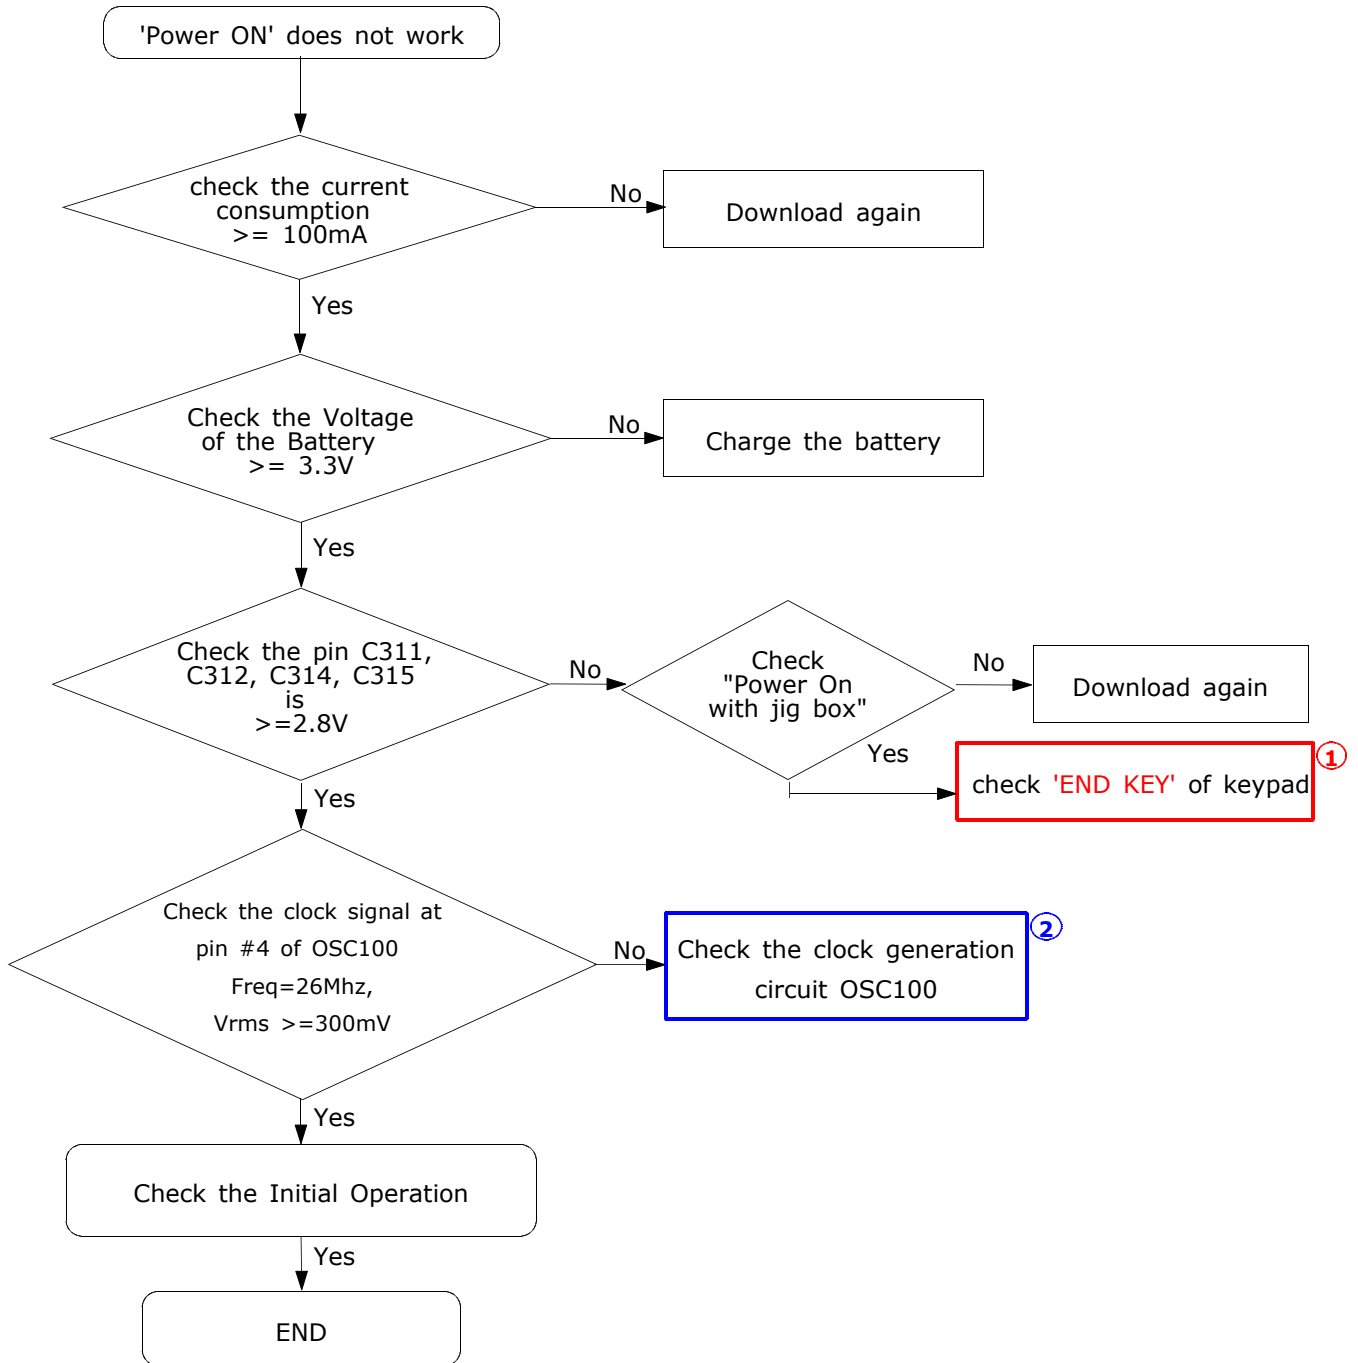 'Power ON' does not work
check the current
consumption
>= 100mA
No
Download again
Yes
Check the Voltage
of the Battery
>= 3.3V
No
Charge the battery
Yes
Check the pin C311,
C312, C314, C315
is
>=2.8V
No
Check
"Power On
with jig box"
No
Download again
Yes
check 'END KEY' of keypad
1
Yes
Check the clock signal at
pin #4 of OSC100
Freq=26Mhz,
Vrms >=300mV
No
Check the clock generation
circuit OSC100
2
Yes
Check the Initial Operation
Yes
END